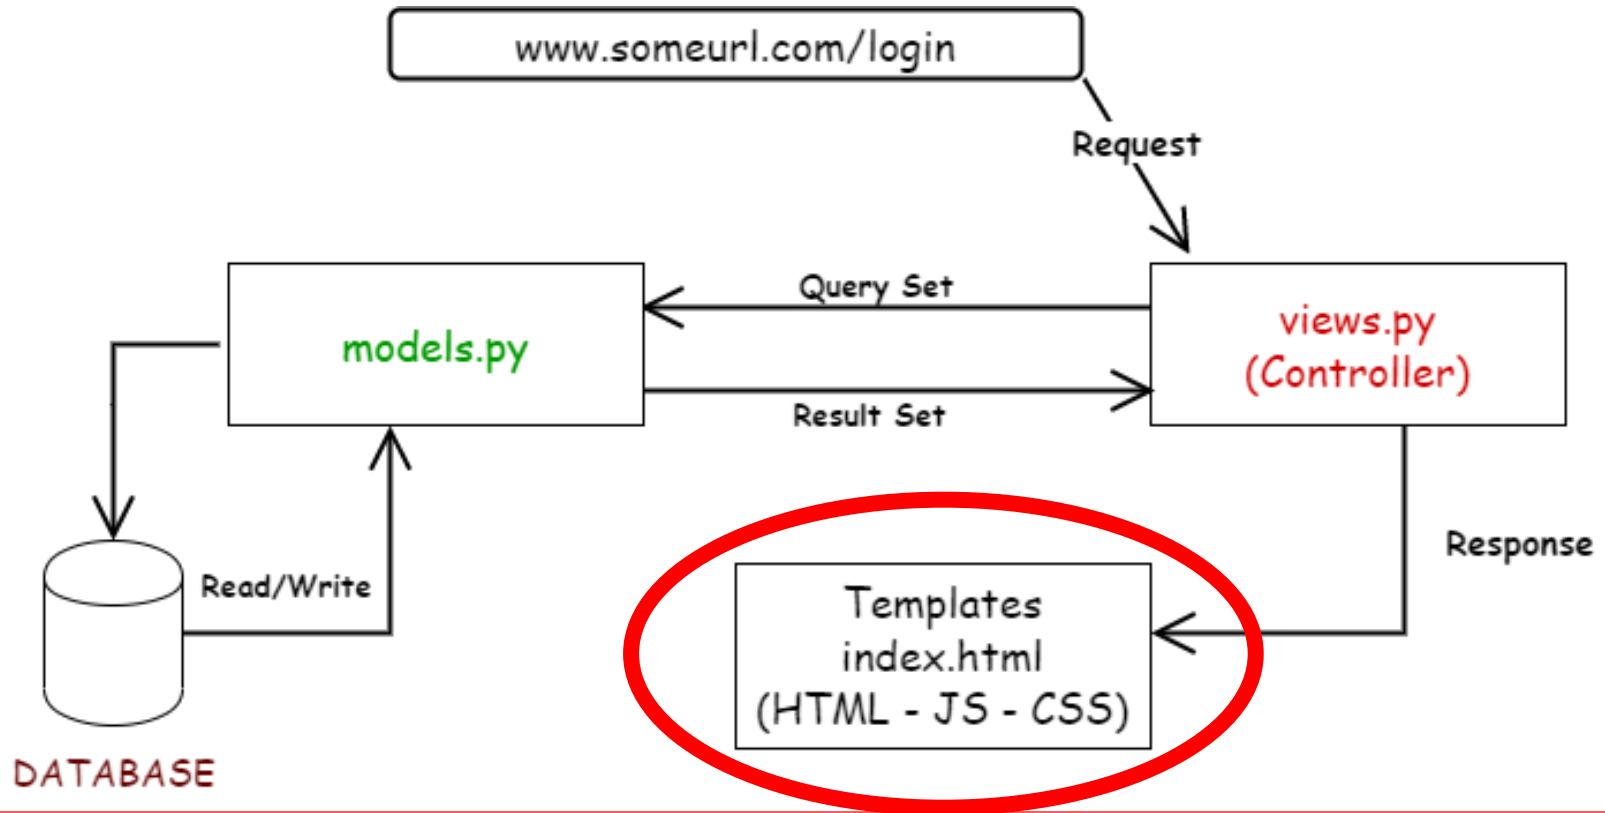 www.someurl.com/login
Request
Query Set
models.py
views.py
(Controller)
Result Set
Response
Read/Write
Templates
index.html
(HTML - JS - CSS)
DATABASE